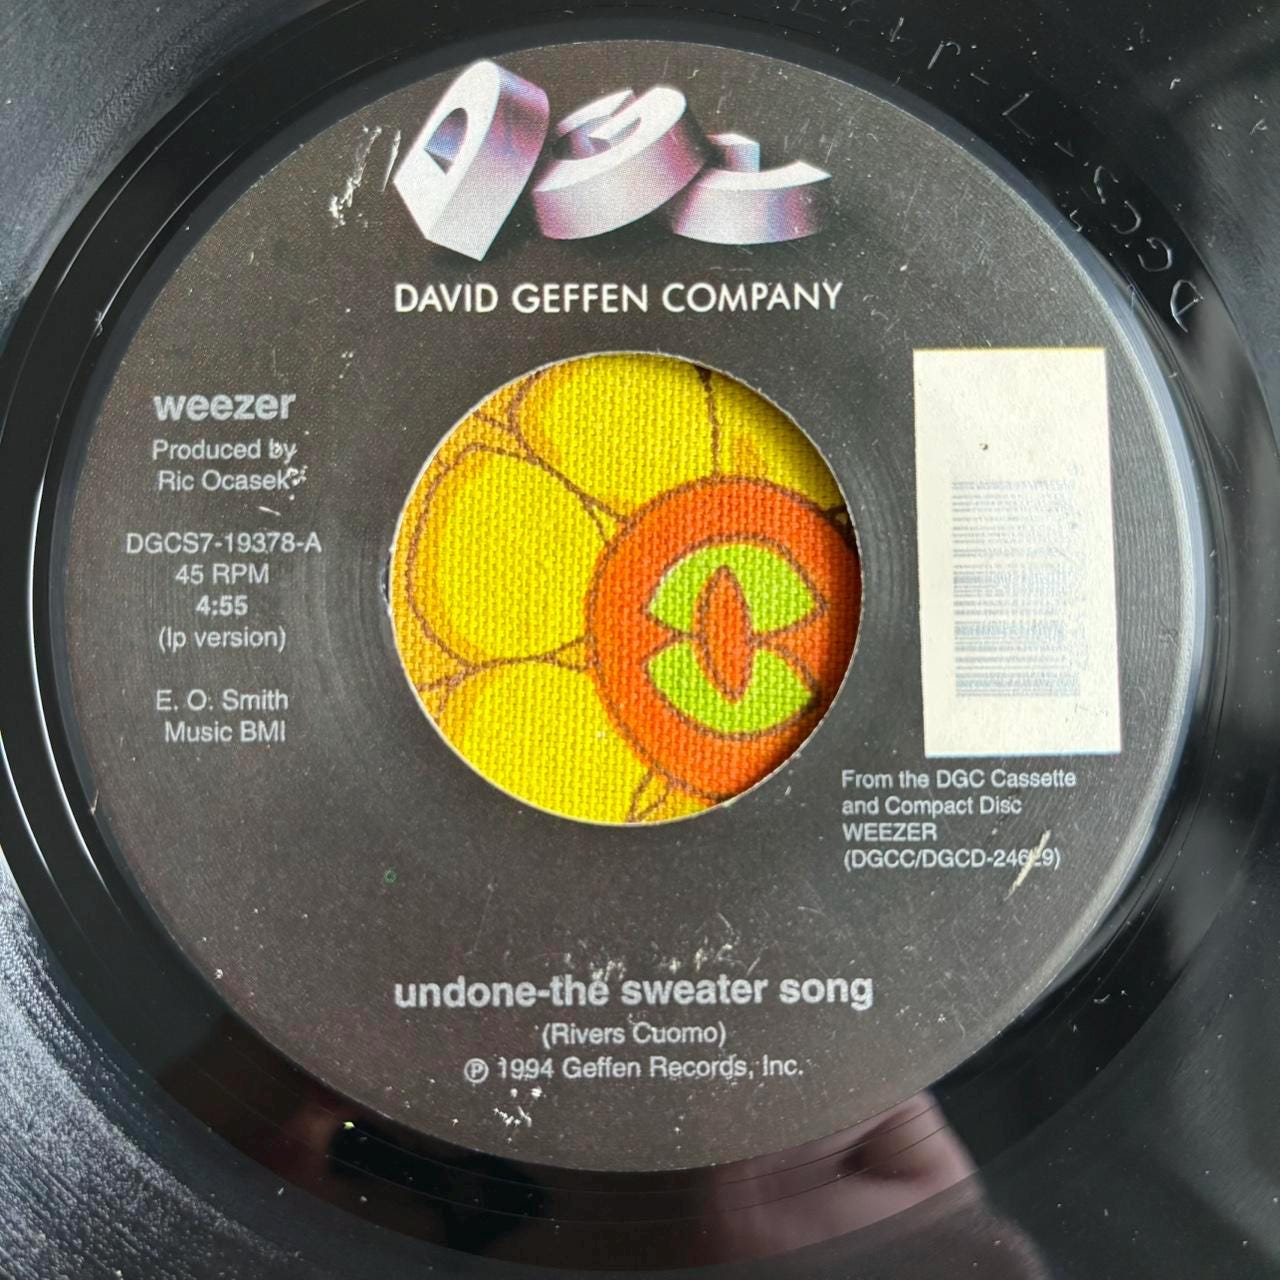 DGC
DAVID GEFFEN COMPANY
weezer
Produced by
Ric Ocasek
DGCS7-19378-A
45 RPM
4:55
(lp version)
E. O. Smith
Music BMI
From the DGC Cassette
and Compact Disc
WEEZER
(DGCC/DGCD-24629)
undone-the sweater song
(Rivers Cuomo)
℗ 1994 Geffen Records, Inc.
DGCS-7-